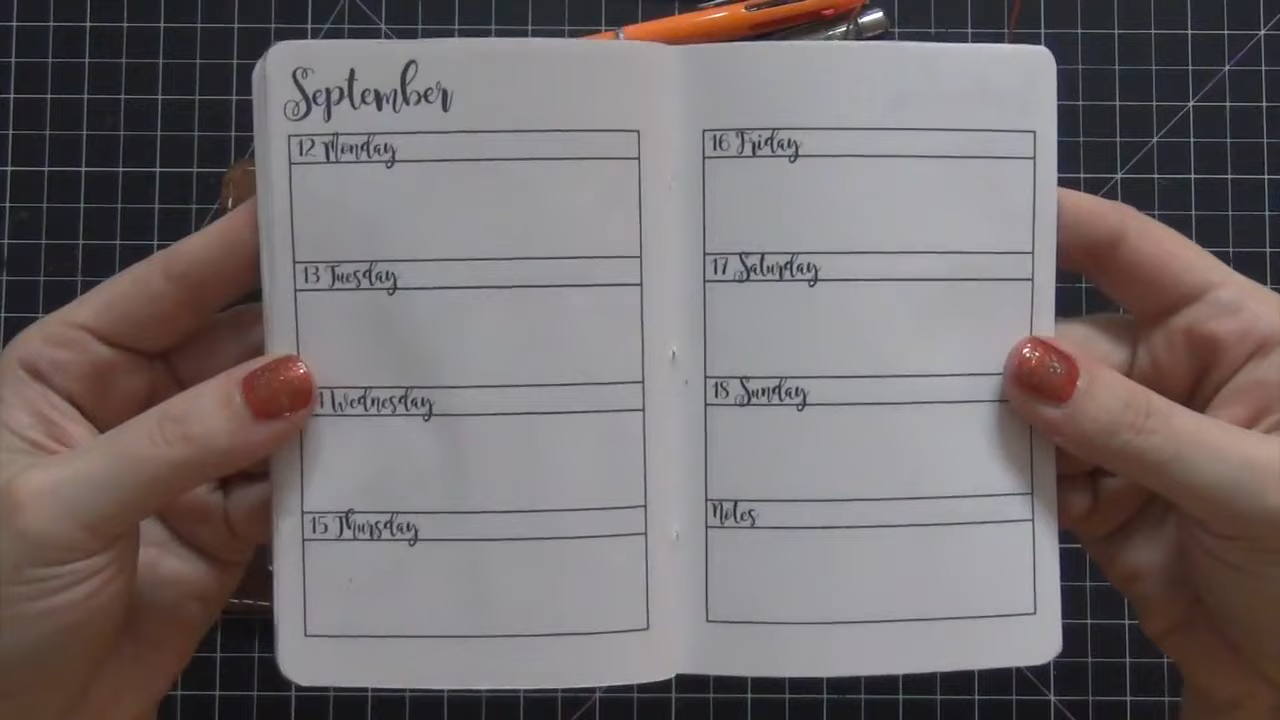 September
12 Monday
13 Tuesday
Wednesday
15 Thursday
16 Friday
17 Saturday
18 Sunday
Notes